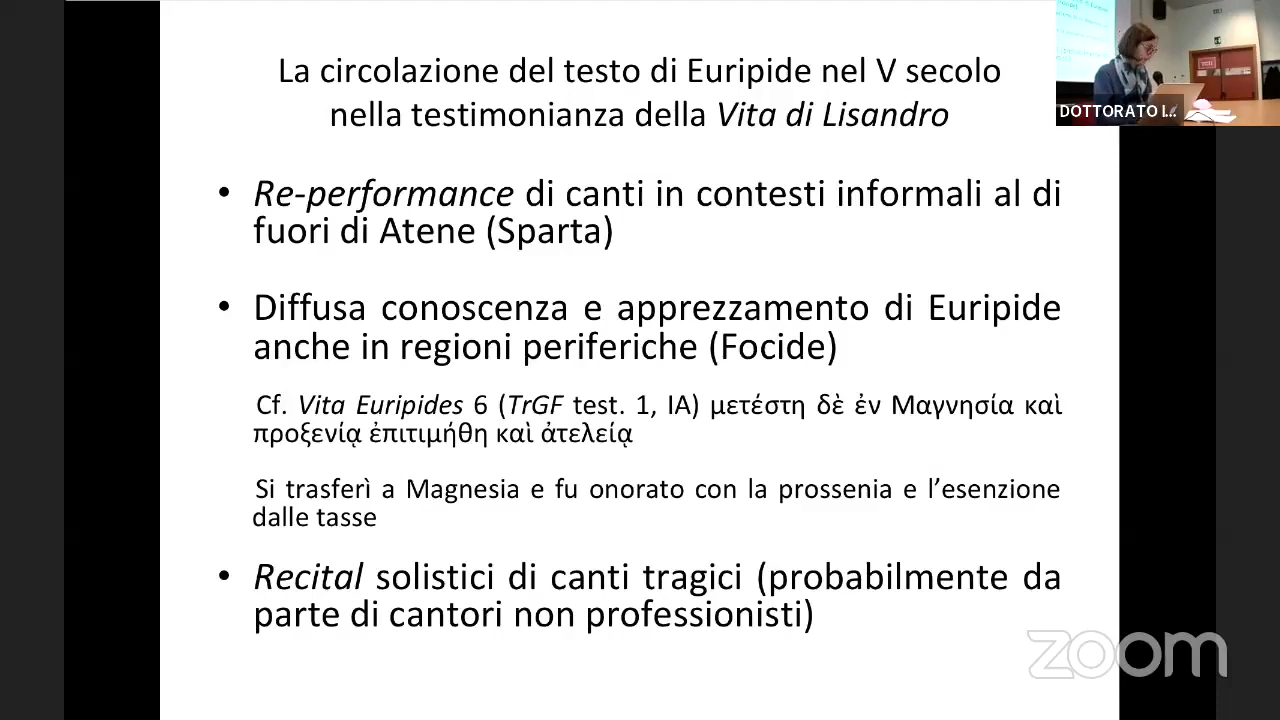 La circolazione del testo di Euripide nel V secolo
nella testimonianza della Vita di Lisandro
• Re-performance di canti in contesti informali al di
fuori di Atene (Sparta)
• Diffusa conoscenza e apprezzamento di Euripide
anche in regioni periferiche (Focide)
Cf. Vita Euripides 6 (TrGF test. 1, IA) μετέστη δὲ ἐν Μαγνησίᾳ καὶ
προξενίᾳ ἐπιτιμήθη καὶ ἀτελείᾳ
Si trasferì a Magnesia e fu onorato con la prossenia e l’esenzione
dalle tasse
• Recital solistici di canti tragici (probabilmente da
parte di cantori non professionisti)
DOTTORATO I...
zoom